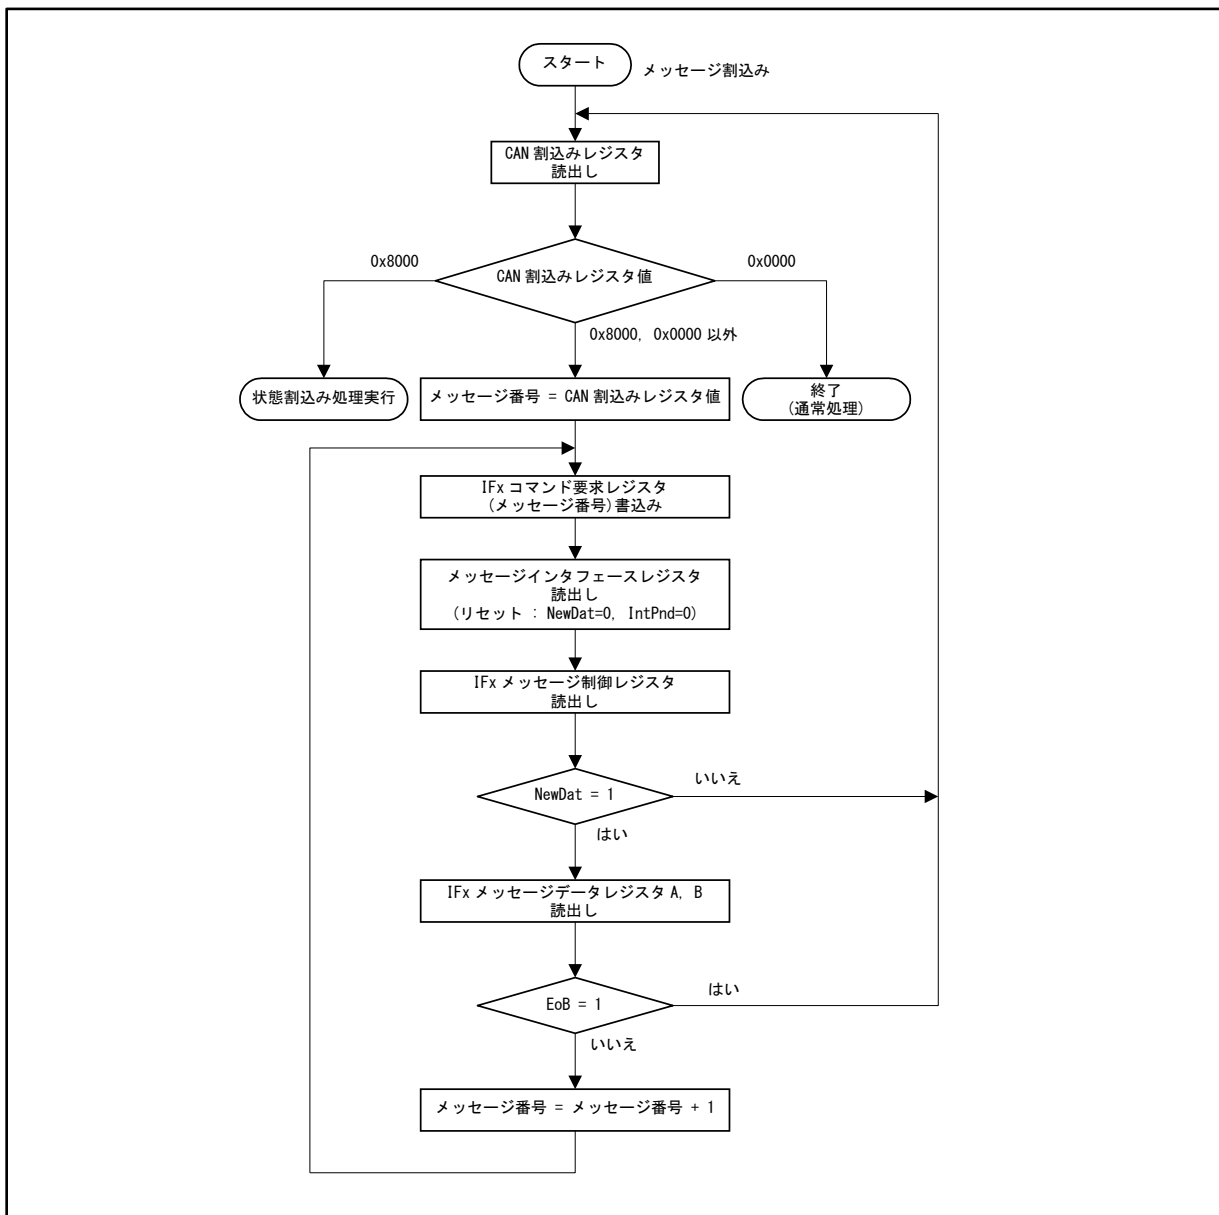 スタート
メッセージ割込み
CAN 割込みレジスタ
読出し
0x8000
CAN 割込みレジスタ値
0x0000
0x8000, 0x0000 以外
状態割込み処理実行
メッセージ番号 = CAN 割込みレジスタ値
終了
(通常処理)
IFx コマンド要求レジスタ
(メッセージ番号)書込み
メッセージインタフェースレジスタ
読出し
(リセット : NewDat=0, IntPnd=0)
IFx メッセージ制御レジスタ
読出し
NewDat = 1
いいえ
はい
IFx メッセージデータレジスタ A, B
読出し
EoB = 1
はい
いいえ
メッセージ番号 = メッセージ番号 + 1